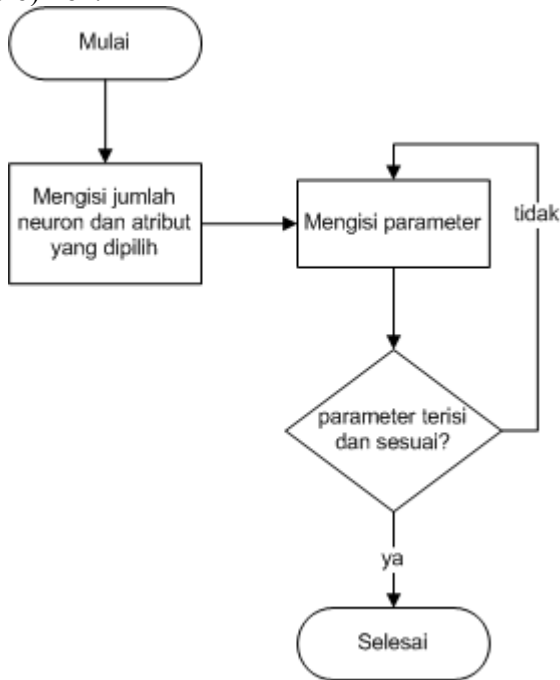 Mulai
Mengisi jumlah
neuron dan atribut
yang dipilih
Mengisi parameter
tidak
parameter terisi
dan sesuai?
ya
Selesai